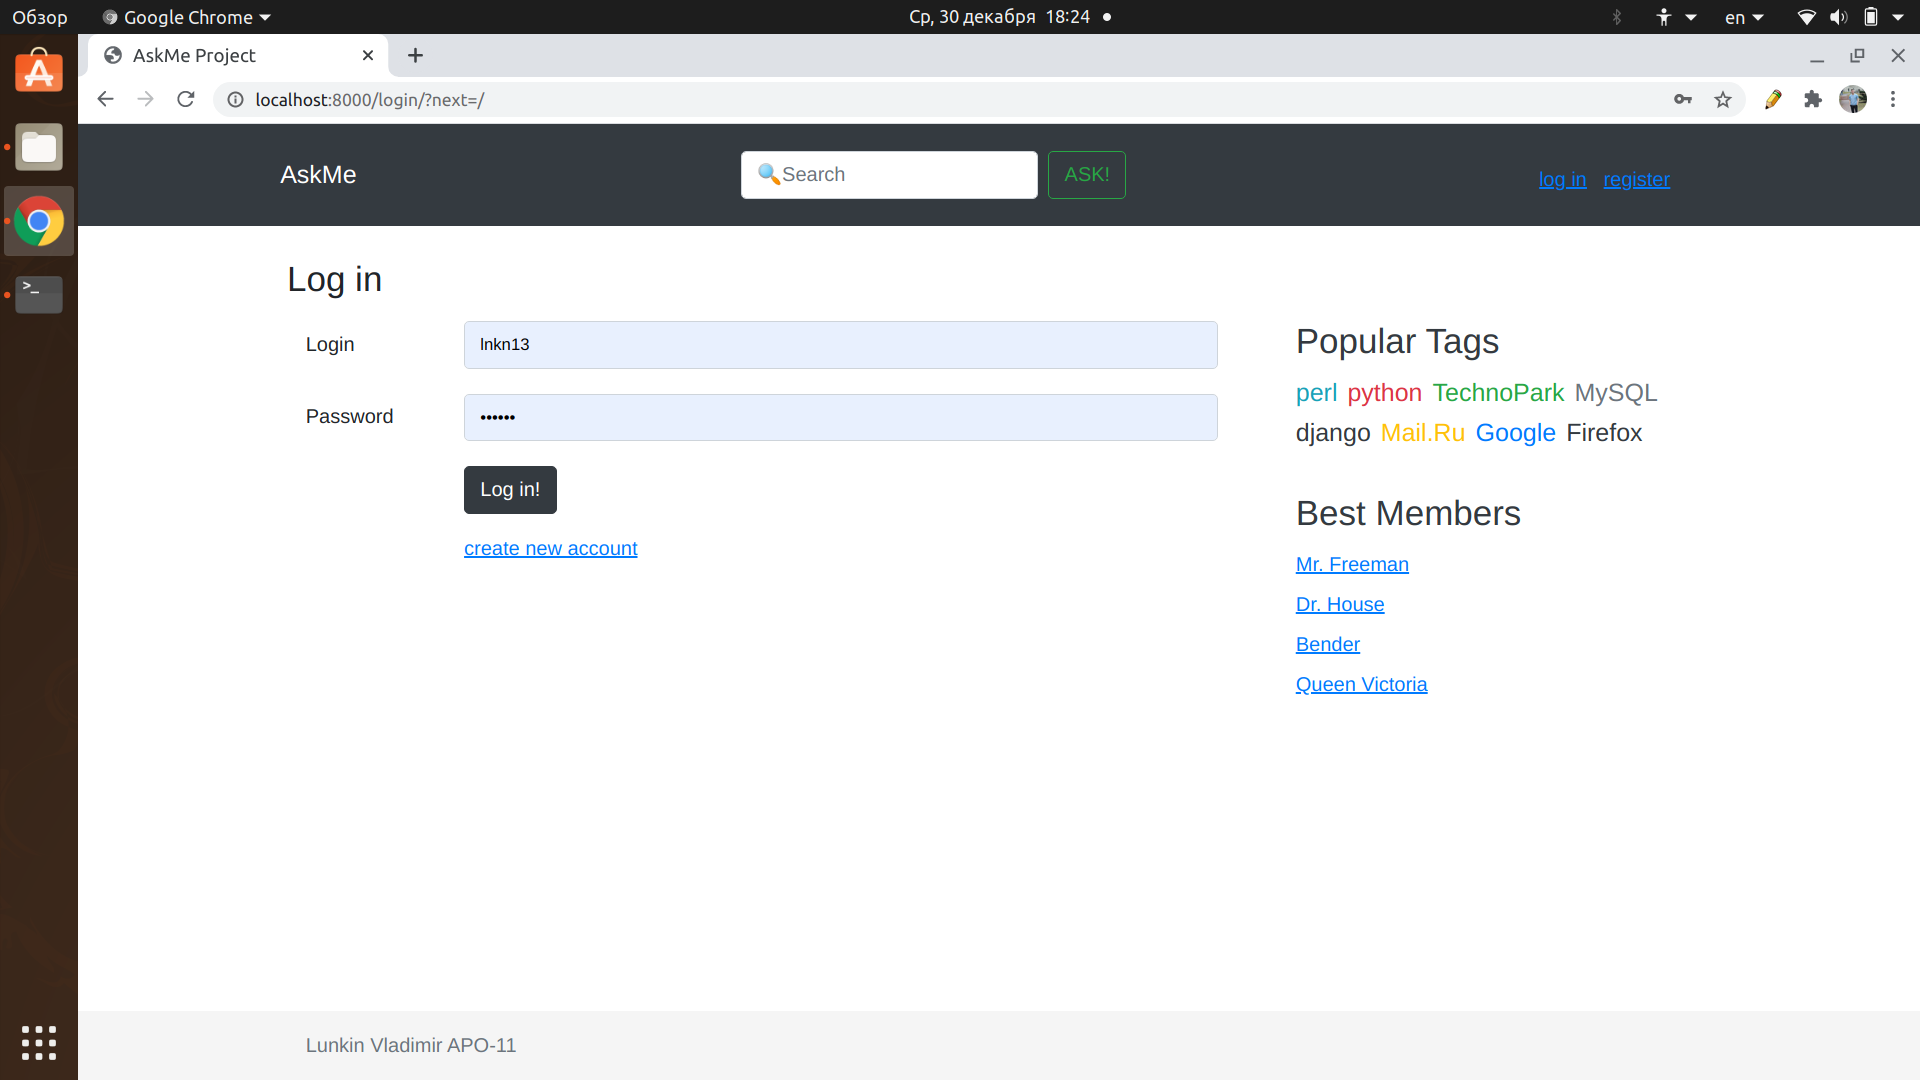 Обзор Google Chrome Ср, 30 декабря 18:24 en
AskMe Project
localhost:8000/login/?next=/
AskMe Search ASK! log in register
Log in
Login lnkn13
Password ••••••
Log in!
create new account
Popular Tags
perl python TechnoPark MySQL
django Mail.Ru Google Firefox
Best Members
Mr. Freeman
Dr. House
Bender
Queen Victoria
Lunkin Vladimir APO-11